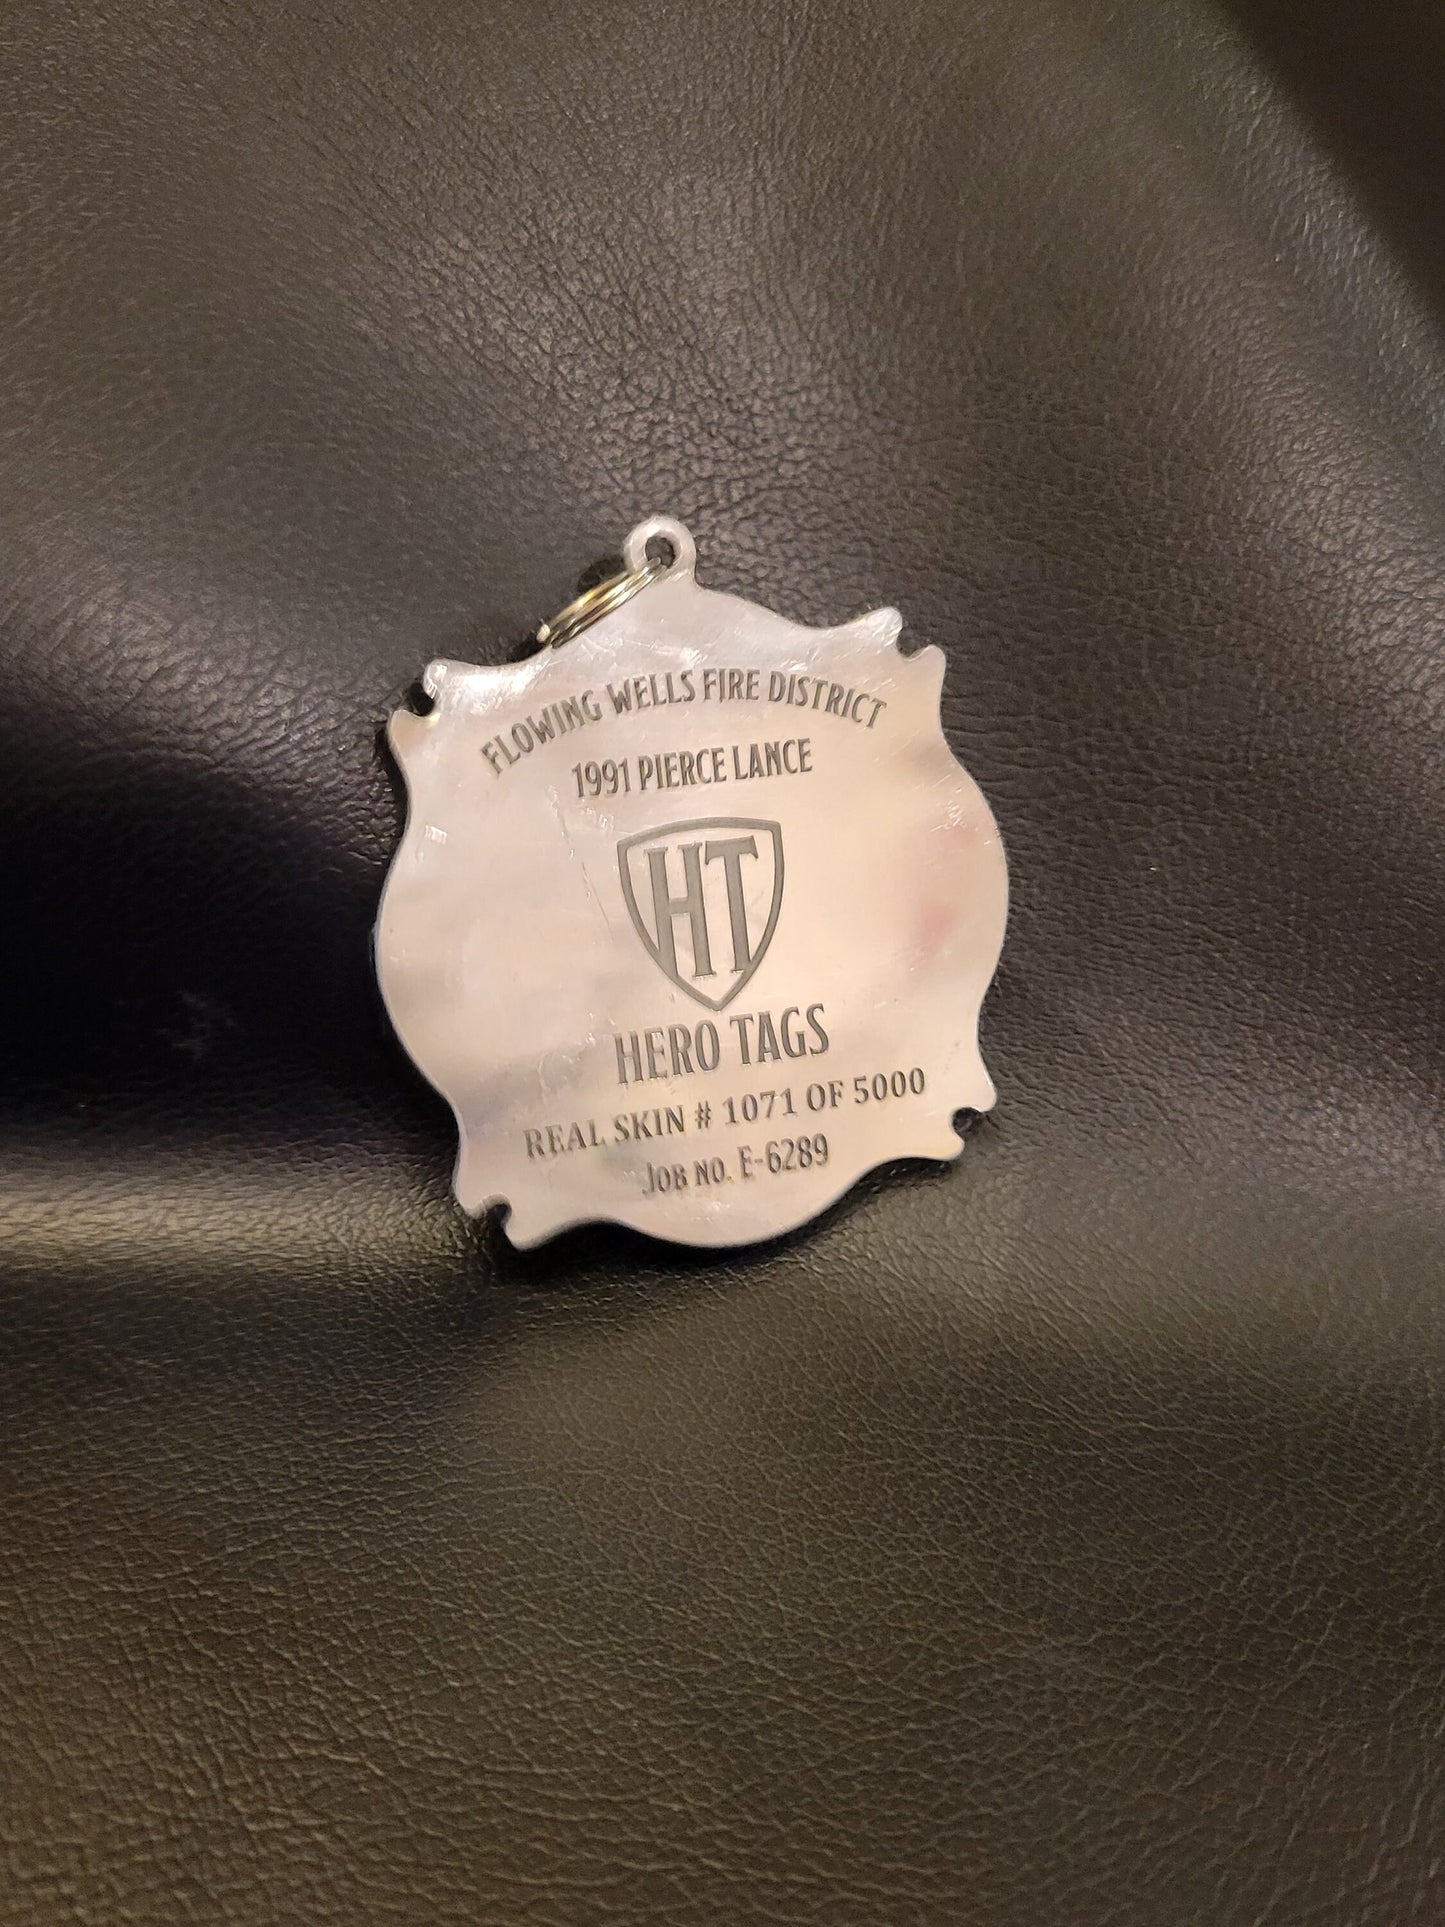 FLOWING WELLS FIRE DISTRICT
1991 PIERCE LANCE
HT
HERO TAGS
REAL SKIN # 1071 OF 5000
JOB NO. E-6289